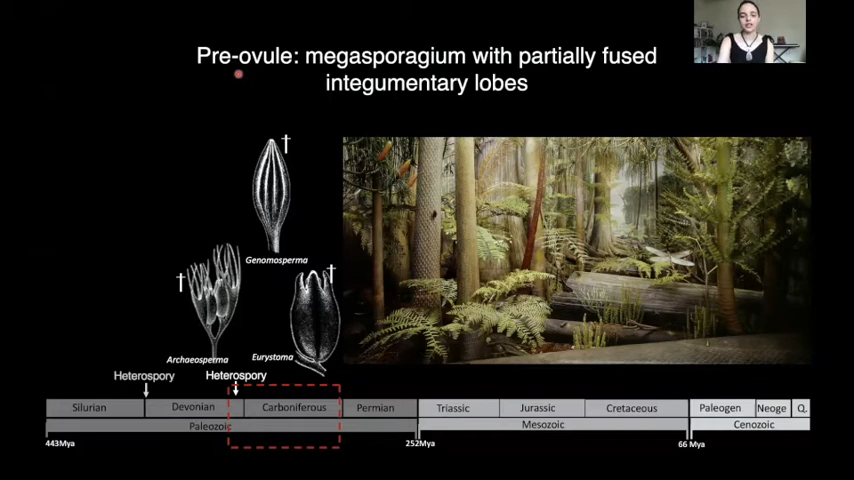 Pre-ovule: megasporagium with partially fused
integumentary lobes
†
Genomosperma
†
†
Archaeosperma
Eurystoma
Heterospory
Heterospory
Silurian
Devonian
Carboniferous
Permian
Triassic
Jurassic
Cretaceous
Paleogen
Neoge
Q.
Paleozoic
Mesozoic
Cenozoic
443Mya
252Mya
66 Mya